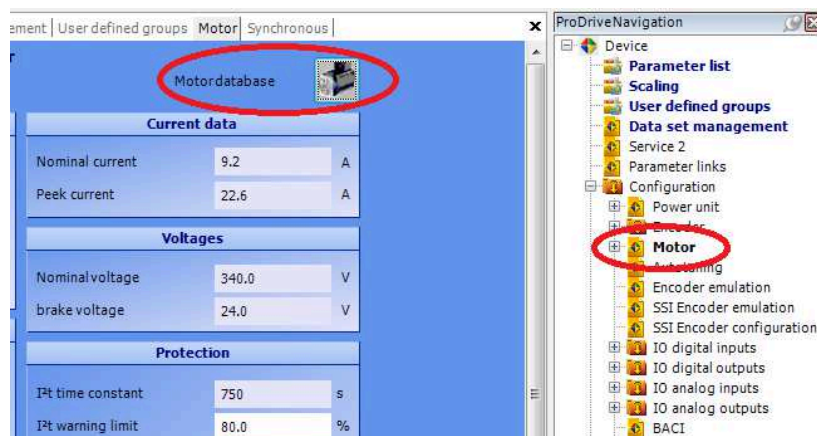 ement | User defined groups Motor Synchronous
Motordatabase
Current data
Nominal current 9.2 A
Peek current 22.6 A
Voltages
Nominalvoltage 340.0 V
brake voltage 24.0 V
Protection
I²t time constant 750 s
I²t warning limit 80.0 %
ProDriveNavigation
Device
Parameter list
Scaling
User defined groups
Data set management
Service 2
Parameter links
Configuration
Power unit
Encoder
Motor
Autotuning
Encoder emulation
SSI Encoder emulation
SSI Encoder configuration
IO digital inputs
IO digital outputs
IO analog inputs
IO analog outputs
BACI